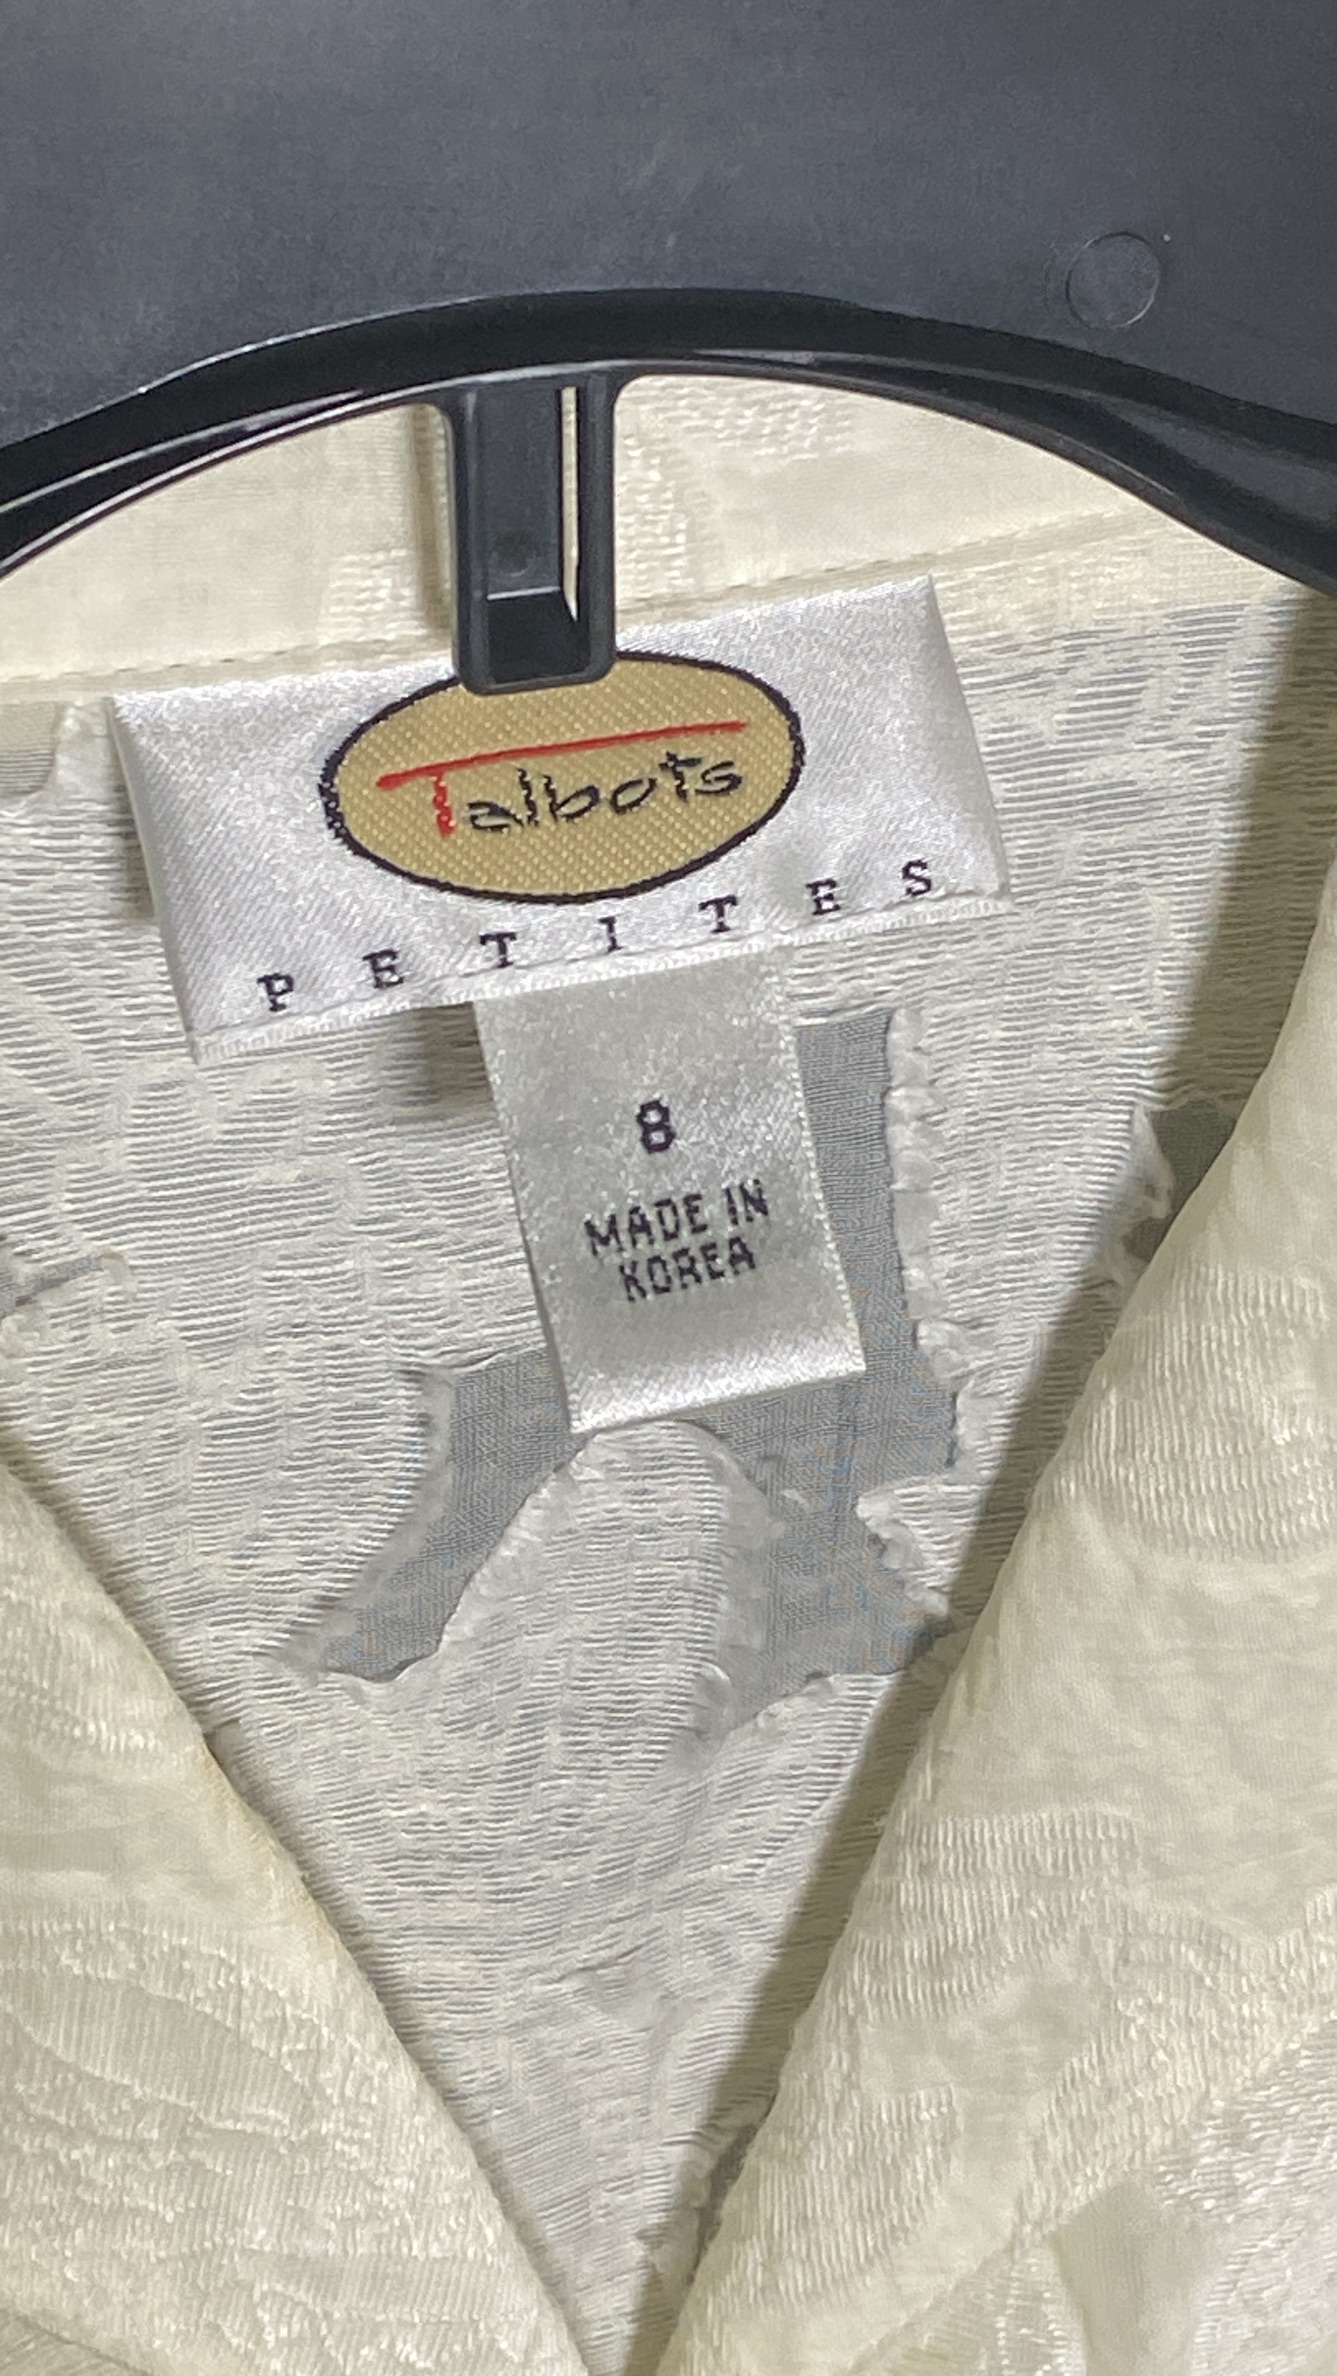 Talbots
PETITES
8
MADE IN
KOREA